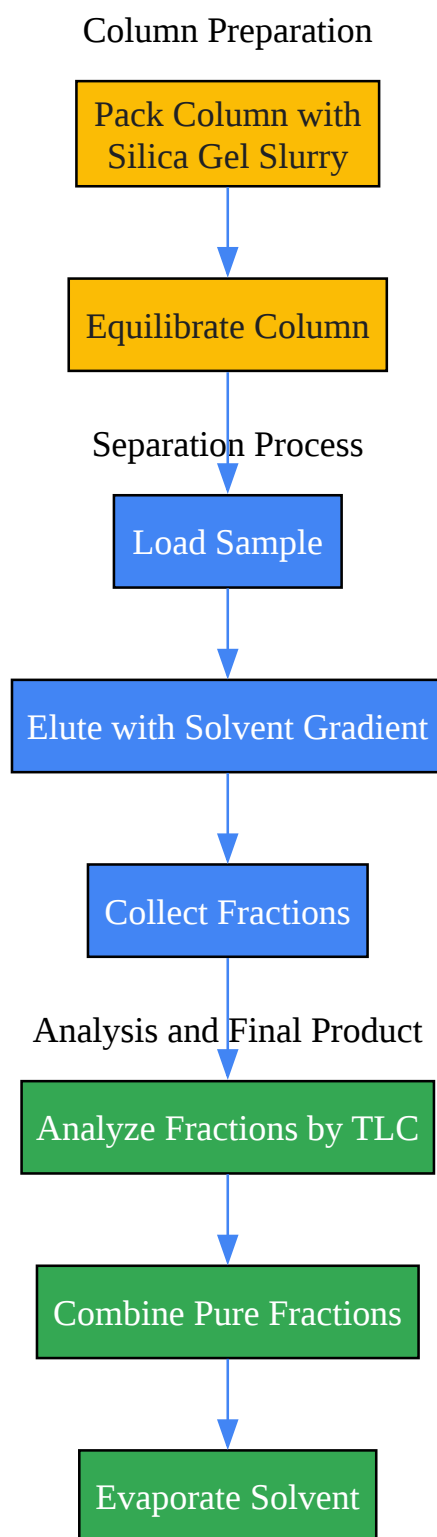 Column Preparation
Pack Column with
Silica Gel Slurry
Equilibrate Column
Separation Process
Load Sample
Elute with Solvent Gradient
Collect Fractions
Analysis and Final Product
Analyze Fractions by TLC
Combine Pure Fractions
Evaporate Solvent